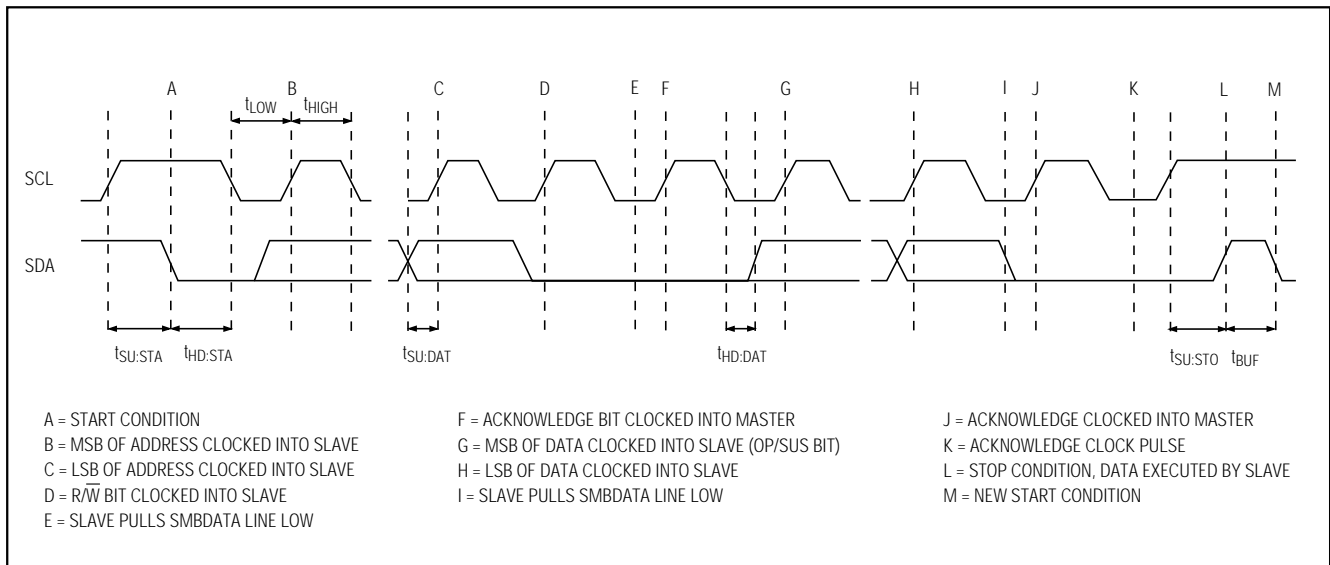 A B C D E F G H I J K L M
tLOW tHIGH
SCL
SDA
tSU:STA tHD:STA tSU:DAT tHD:DAT tSU:STO tBUF
A = START CONDITION
B = MSB OF ADDRESS CLOCKED INTO SLAVE
C = LSB OF ADDRESS CLOCKED INTO SLAVE
D = R/W̅ BIT CLOCKED INTO SLAVE
E = SLAVE PULLS SMBDATA LINE LOW
F = ACKNOWLEDGE BIT CLOCKED INTO MASTER
G = MSB OF DATA CLOCKED INTO SLAVE (OP/SUS BIT)
H = LSB OF DATA CLOCKED INTO SLAVE
I = SLAVE PULLS SMBDATA LINE LOW
J = ACKNOWLEDGE CLOCKED INTO MASTER
K = ACKNOWLEDGE CLOCK PULSE
L = STOP CONDITION, DATA EXECUTED BY SLAVE
M = NEW START CONDITION